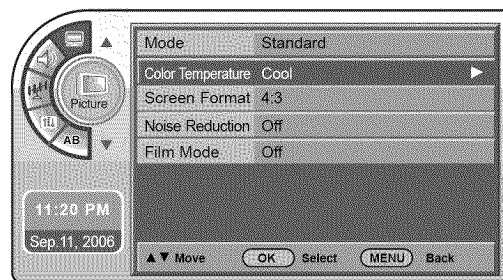 Picture
AB
11:20 PM
Sep.11, 2006
Mode Standard
Color Temperature Cool
Screen Format 4:3
Noise Reduction Off
Film Mode Off
▲▼ Move OK Select MENU Back